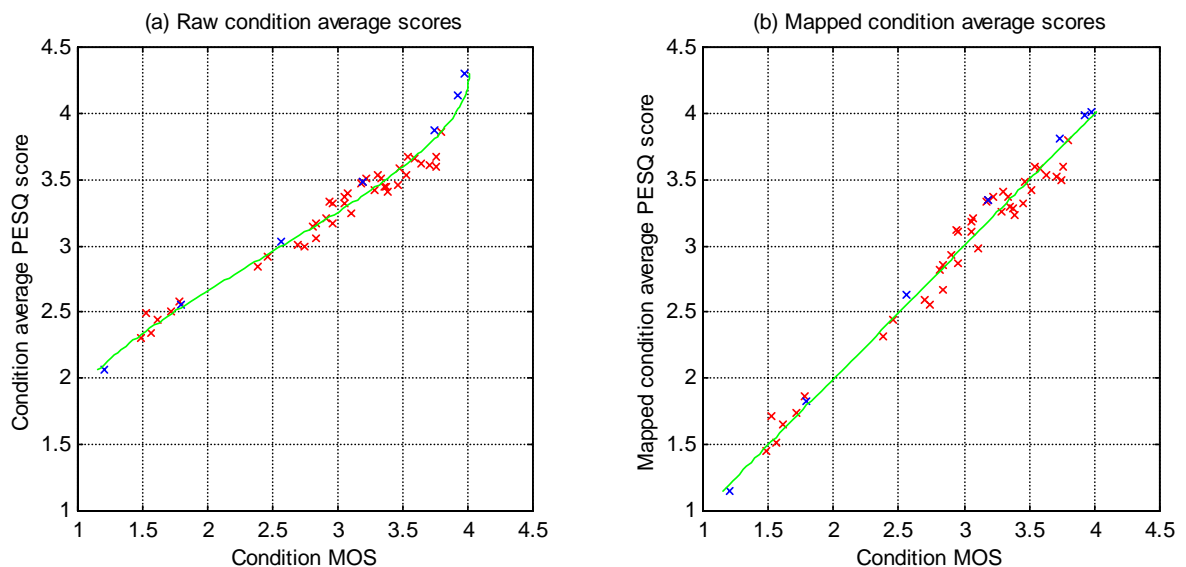 (a) Raw condition average scores
4.5
4
3.5
3
2.5
2
1.5
1
Condition average PESQ score
1 1.5 2 2.5 3 3.5 4 4.5
Condition MOS
(b) Mapped condition average scores
4.5
4
3.5
3
2.5
2
1.5
1
Mapped condition average PESQ score
1 1.5 2 2.5 3 3.5 4 4.5
Condition MOS